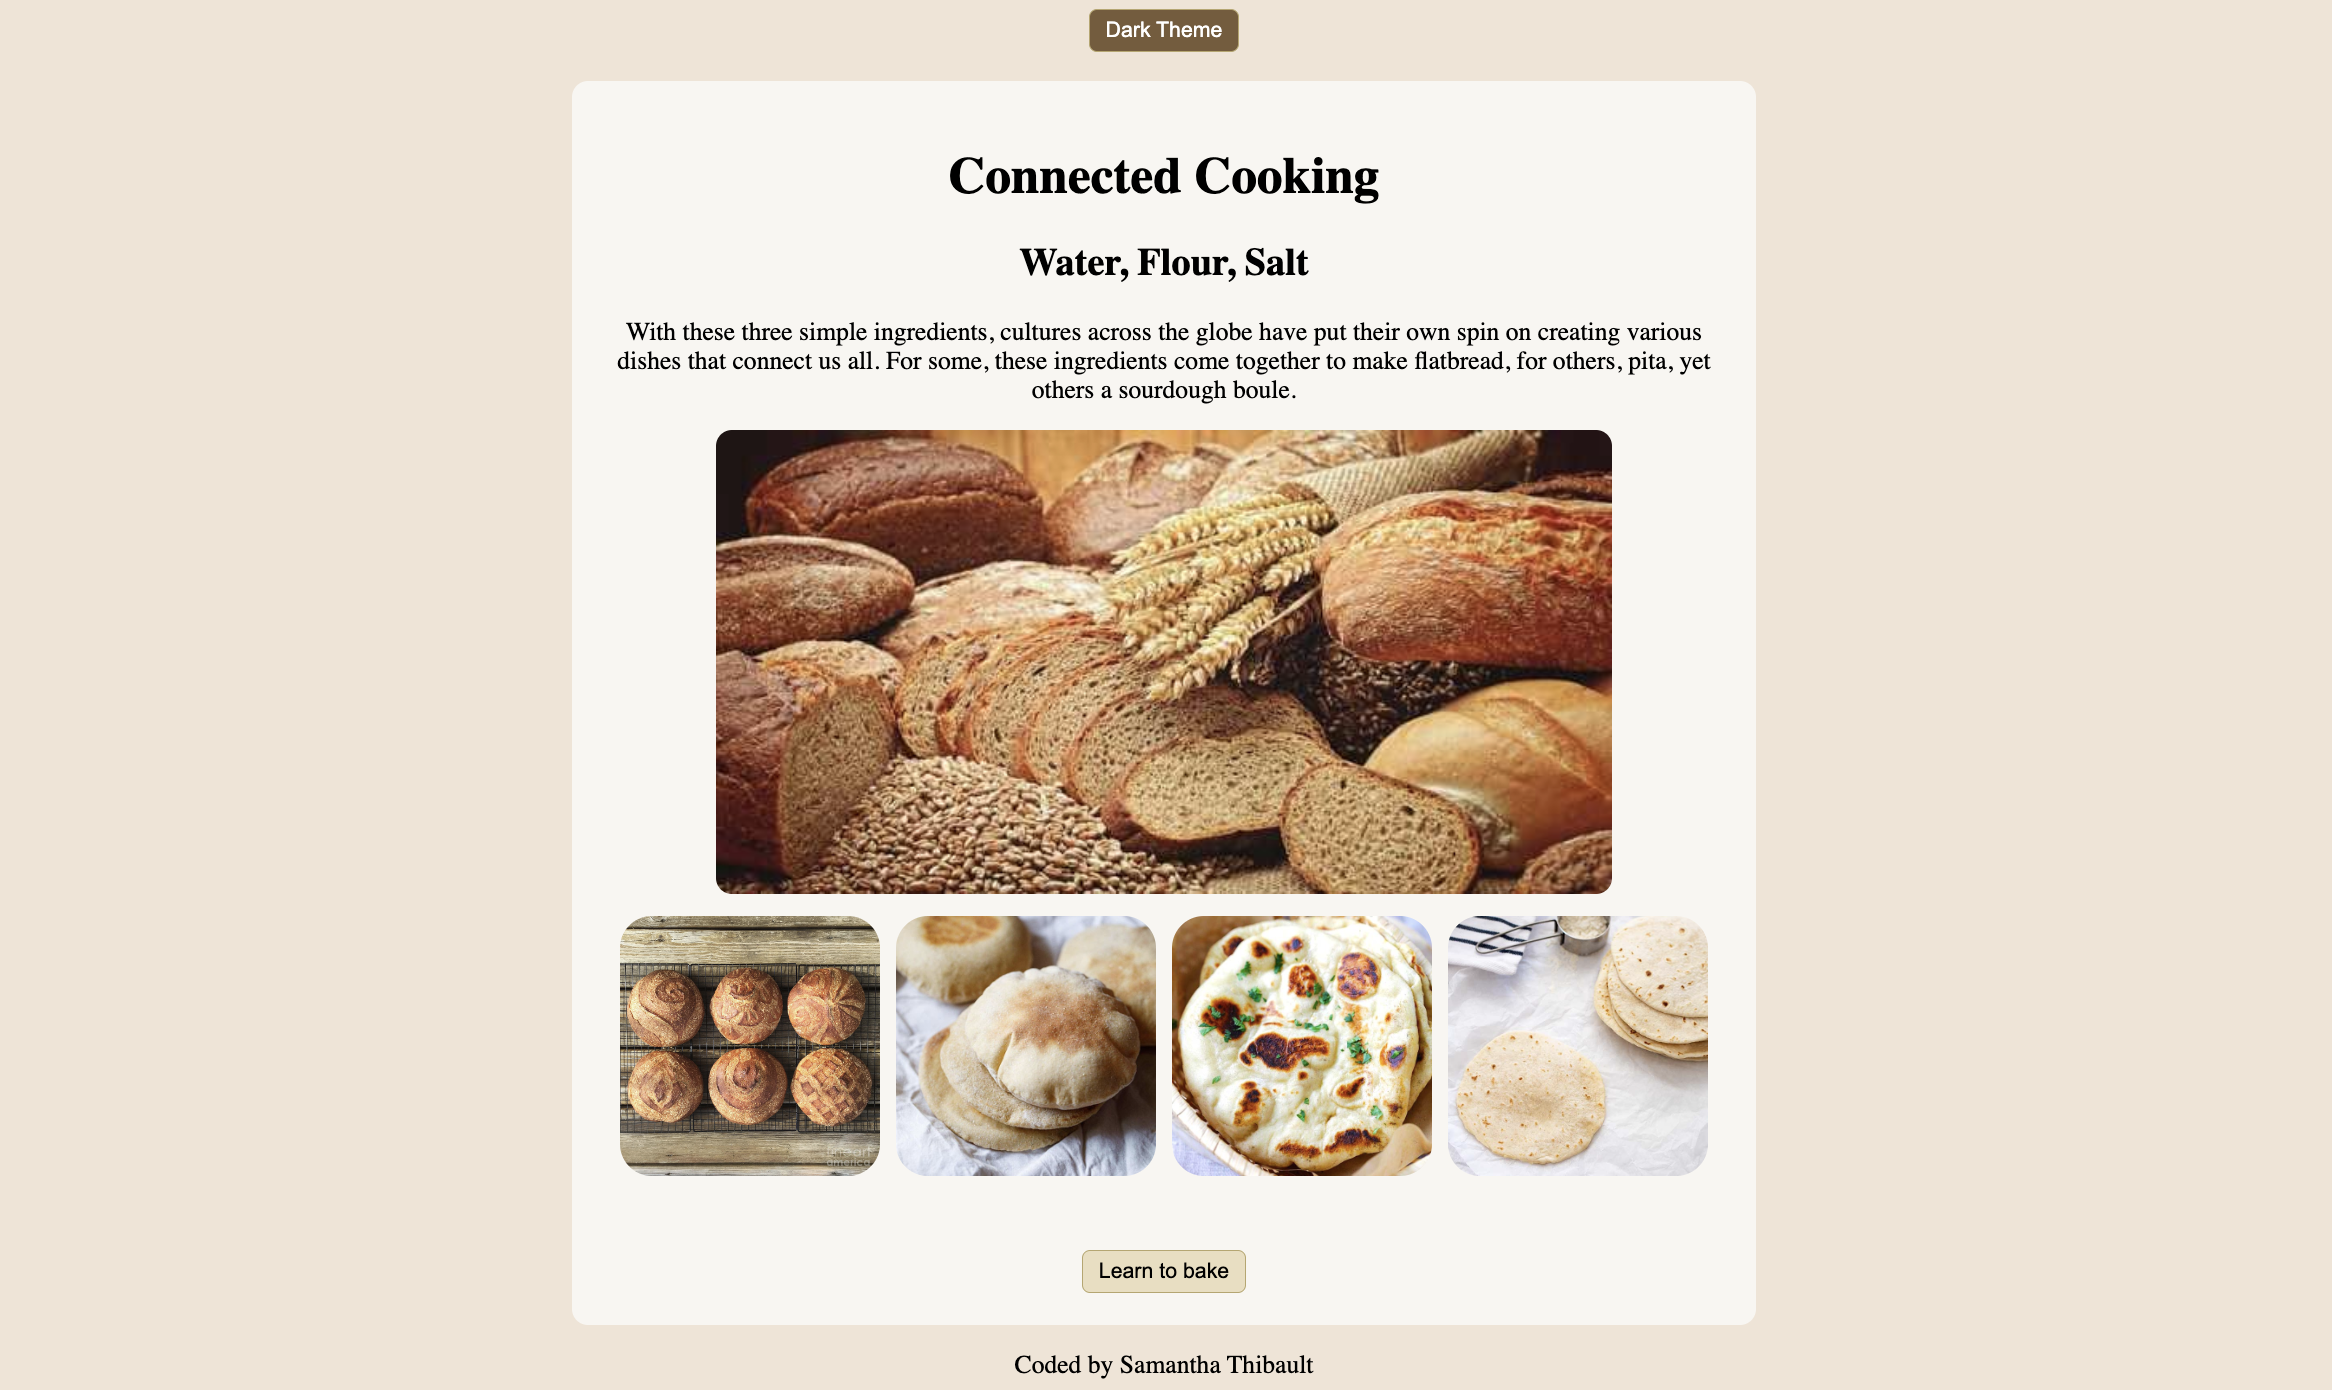 Dark Theme
Connected Cooking
Water, Flour, Salt
With these three simple ingredients, cultures across the globe have put their own spin on creating various
dishes that connect us all. For some, these ingredients come together to make flatbread, for others, pita, yet
others a sourdough boule.
Learn to bake
Coded by Samantha Thibault